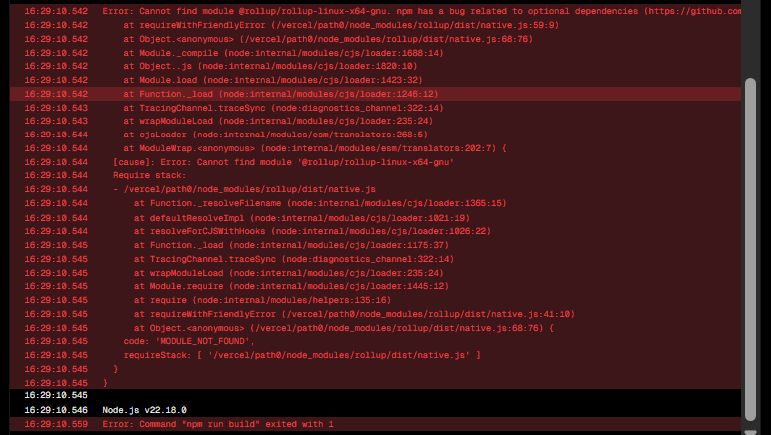 16:29:10.542 Error: Cannot find module @rollup/rollup-linux-x64-gnu. npm has a bug related to optional dependencies (https://github.com
16:29:10.542 at requireWithFriendlyError (/vercel/path0/node_modules/rollup/dist/native.js:59:9)
16:29:10.542 at Object.<anonymous> (/vercel/path0/node_modules/rollup/dist/native.js:68:76)
16:29:10.542 at Module._compile (node:internal/modules/cjs/loader:1688:14)
16:29:10.542 at Object..js (node:internal/modules/cjs/loader:1820:10)
16:29:10.542 at Module.load (node:internal/modules/cjs/loader:1423:32)
16:29:10.542 at Function._load (node:internal/modules/cjs/loader:1246:12)
16:29:10.543 at TracingChannel.traceSync (node:diagnostics_channel:322:14)
16:29:10.543 at wrapModuleLoad (node:internal/modules/cjs/loader:235:24)
16:29:10.544 at cjsLoader (node:internal/modules/esm/translators:268:5)
16:29:10.544 at ModuleWrap.<anonymous> (node:internal/modules/esm/translators:202:7) {
16:29:10.544 [cause]: Error: Cannot find module '@rollup/rollup-linux-x64-gnu'
16:29:10.544 Require stack:
16:29:10.544 - /vercel/path0/node_modules/rollup/dist/native.js
16:29:10.544 at Function._resolveFilename (node:internal/modules/cjs/loader:1365:15)
16:29:10.544 at defaultResolveImpl (node:internal/modules/cjs/loader:1021:19)
16:29:10.544 at resolveForCJSWithHooks (node:internal/modules/cjs/loader:1026:22)
16:29:10.545 at Function._load (node:internal/modules/cjs/loader:1175:37)
16:29:10.545 at TracingChannel.traceSync (node:diagnostics_channel:322:14)
16:29:10.545 at wrapModuleLoad (node:internal/modules/cjs/loader:235:24)
16:29:10.545 at Module.require (node:internal/modules/cjs/loader:1445:12)
16:29:10.545 at require (node:internal/modules/helpers:135:16)
16:29:10.545 at requireWithFriendlyError (/vercel/path0/node_modules/rollup/dist/native.js:41:10)
16:29:10.545 at Object.<anonymous> (/vercel/path0/node_modules/rollup/dist/native.js:68:76) {
16:29:10.545 code: 'MODULE_NOT_FOUND',
16:29:10.545 requireStack: [ '/vercel/path0/node_modules/rollup/dist/native.js' ]
16:29:10.545 }
16:29:10.545 }
16:29:10.545
16:29:10.546 Node.js v22.18.0
16:29:10.559 Error: Command "npm run build" exited with 1